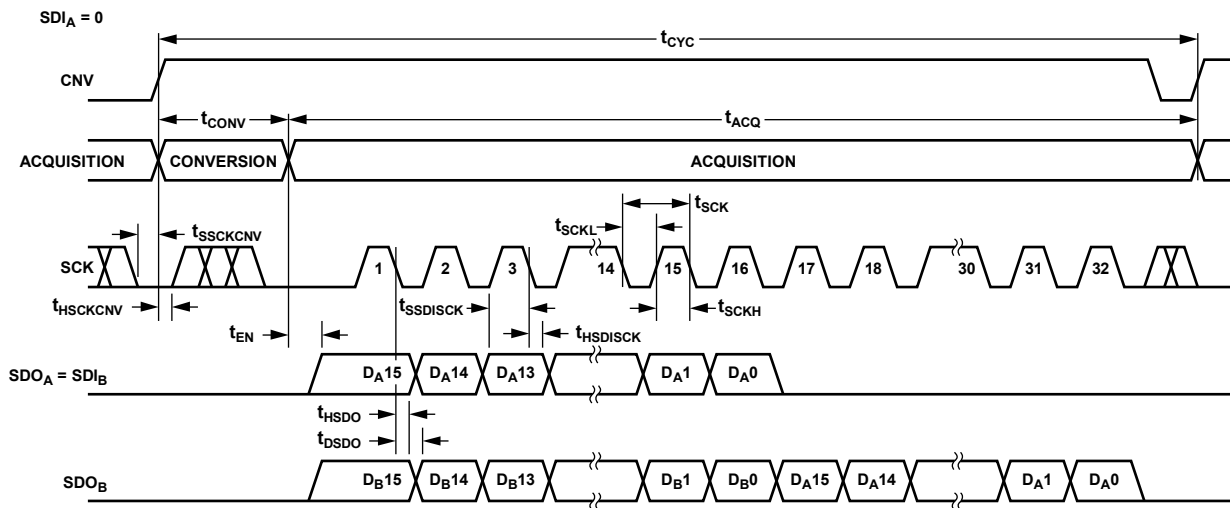 SDIA = 0
tCYC
CNV
tCONV
tACQ
ACQUISITION CONVERSION ACQUISITION
tSCK
tSCKL
tSSCKCNV
SCK 1 2 3 14 15 16 17 18 30 31 32
tHSCKCNV
tSSDISCK
tSCKH
tEN
tHSDISCK
SDOA = SDIB DA15 DA14 DA13 DA1 DA0
tHSDO
tDSDO
SDOB DB15 DB14 DB13 DB1 DB0 DA15 DA14 DA1 DA0